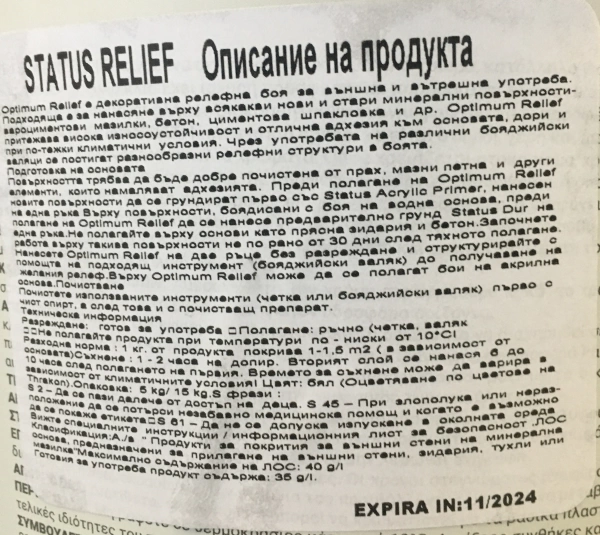 STATUS RELIEF Описание на продукта
Optimum Relief е декоративна релефна боя за външна и вътрешна употреба.
Подходяща е за нанасяне върху всякакви нови и стари минерални повърхности-
вароциментови мазилки, бетон, циментова шпакловка и др. Optimum Relief
притежава висока износоустойчивост и отлична адхезия към основата, дори и
при по-тежки климатични условия. Чрез употребата на различни бояджийски
валяци се постигат разнообразни релефни структури в боята.
Подготовка на основата
Повърхността трябва да бъде добре почистена от прах, мазни петна и други
елементи, които намаляват адхезията. Преди полагане на Optimum Relief
новите повърхности да се грундират първо със Status Acrylic Primer, нанесен
на една ръка Върху повърхности, боядисани с боя на водна основа, преди
полагане на Optimum Relief да се нанесе предварително грунд Status Dur на
една ръка.Не полагайте върху основи като прясна зидария и бетон.Започнете
работа върху такива повърхности не по рано от 30 дни след тяхното полагане.
Нанесете Optimum Relief на две ръце без разреждане и структурирайте с
помощта на подходящ инструмент (бояджийски валяк) до получаване на
желания релеф.Върху Optimum Relief може да се полагат бои на акрилна
основа.Почистване
Почистете използваните инструменти (четка или бояджийски валяк) първо с
чист спирт, а след това и с почистващ препарат.
Техническа информация
Разреждане: готов за употреба □Полагане: ръчно (четка, валяк
□□Не полагайте продукта при температури по - ниски от 10°C!
Разходна норма : 1 кг. от продукта покрива 1-1,5 m2 ( в зависимост от
основата)Съхнене : 1 - 2 часа на допир. Вторият слой се нанася 6 до
10 часа след полагането на първия. Времето за съхнене може да варира в
зависимост от климатичните условия! Цвят: бял (Оцветяване по цветове на
Thrakon).Опаковка: 5 kg/ 15 kg.S фрази :
S 2 – Да се пази далече от достъп на деца. S 45 – При злополука или нераз-
положение да се потърси незабавно медицинска помощ и когато е възможно
да се покаже етикета□S 61 – Да не се допуска изпускане в околната среда
Вижте специалните инструкции / информационния лист за безопасност .ЛОС
Класификация:А./в " Продукти за покрития за външни стени на минерална
основа, предназначени за прилагане на външни стени, зидария, тухли или
мазилка"Максимално съдържание на ЛОС: 40 g/l
Готовия за употреба продукт съдържа: 35 g/l.
EXPIRA IN:11/2024